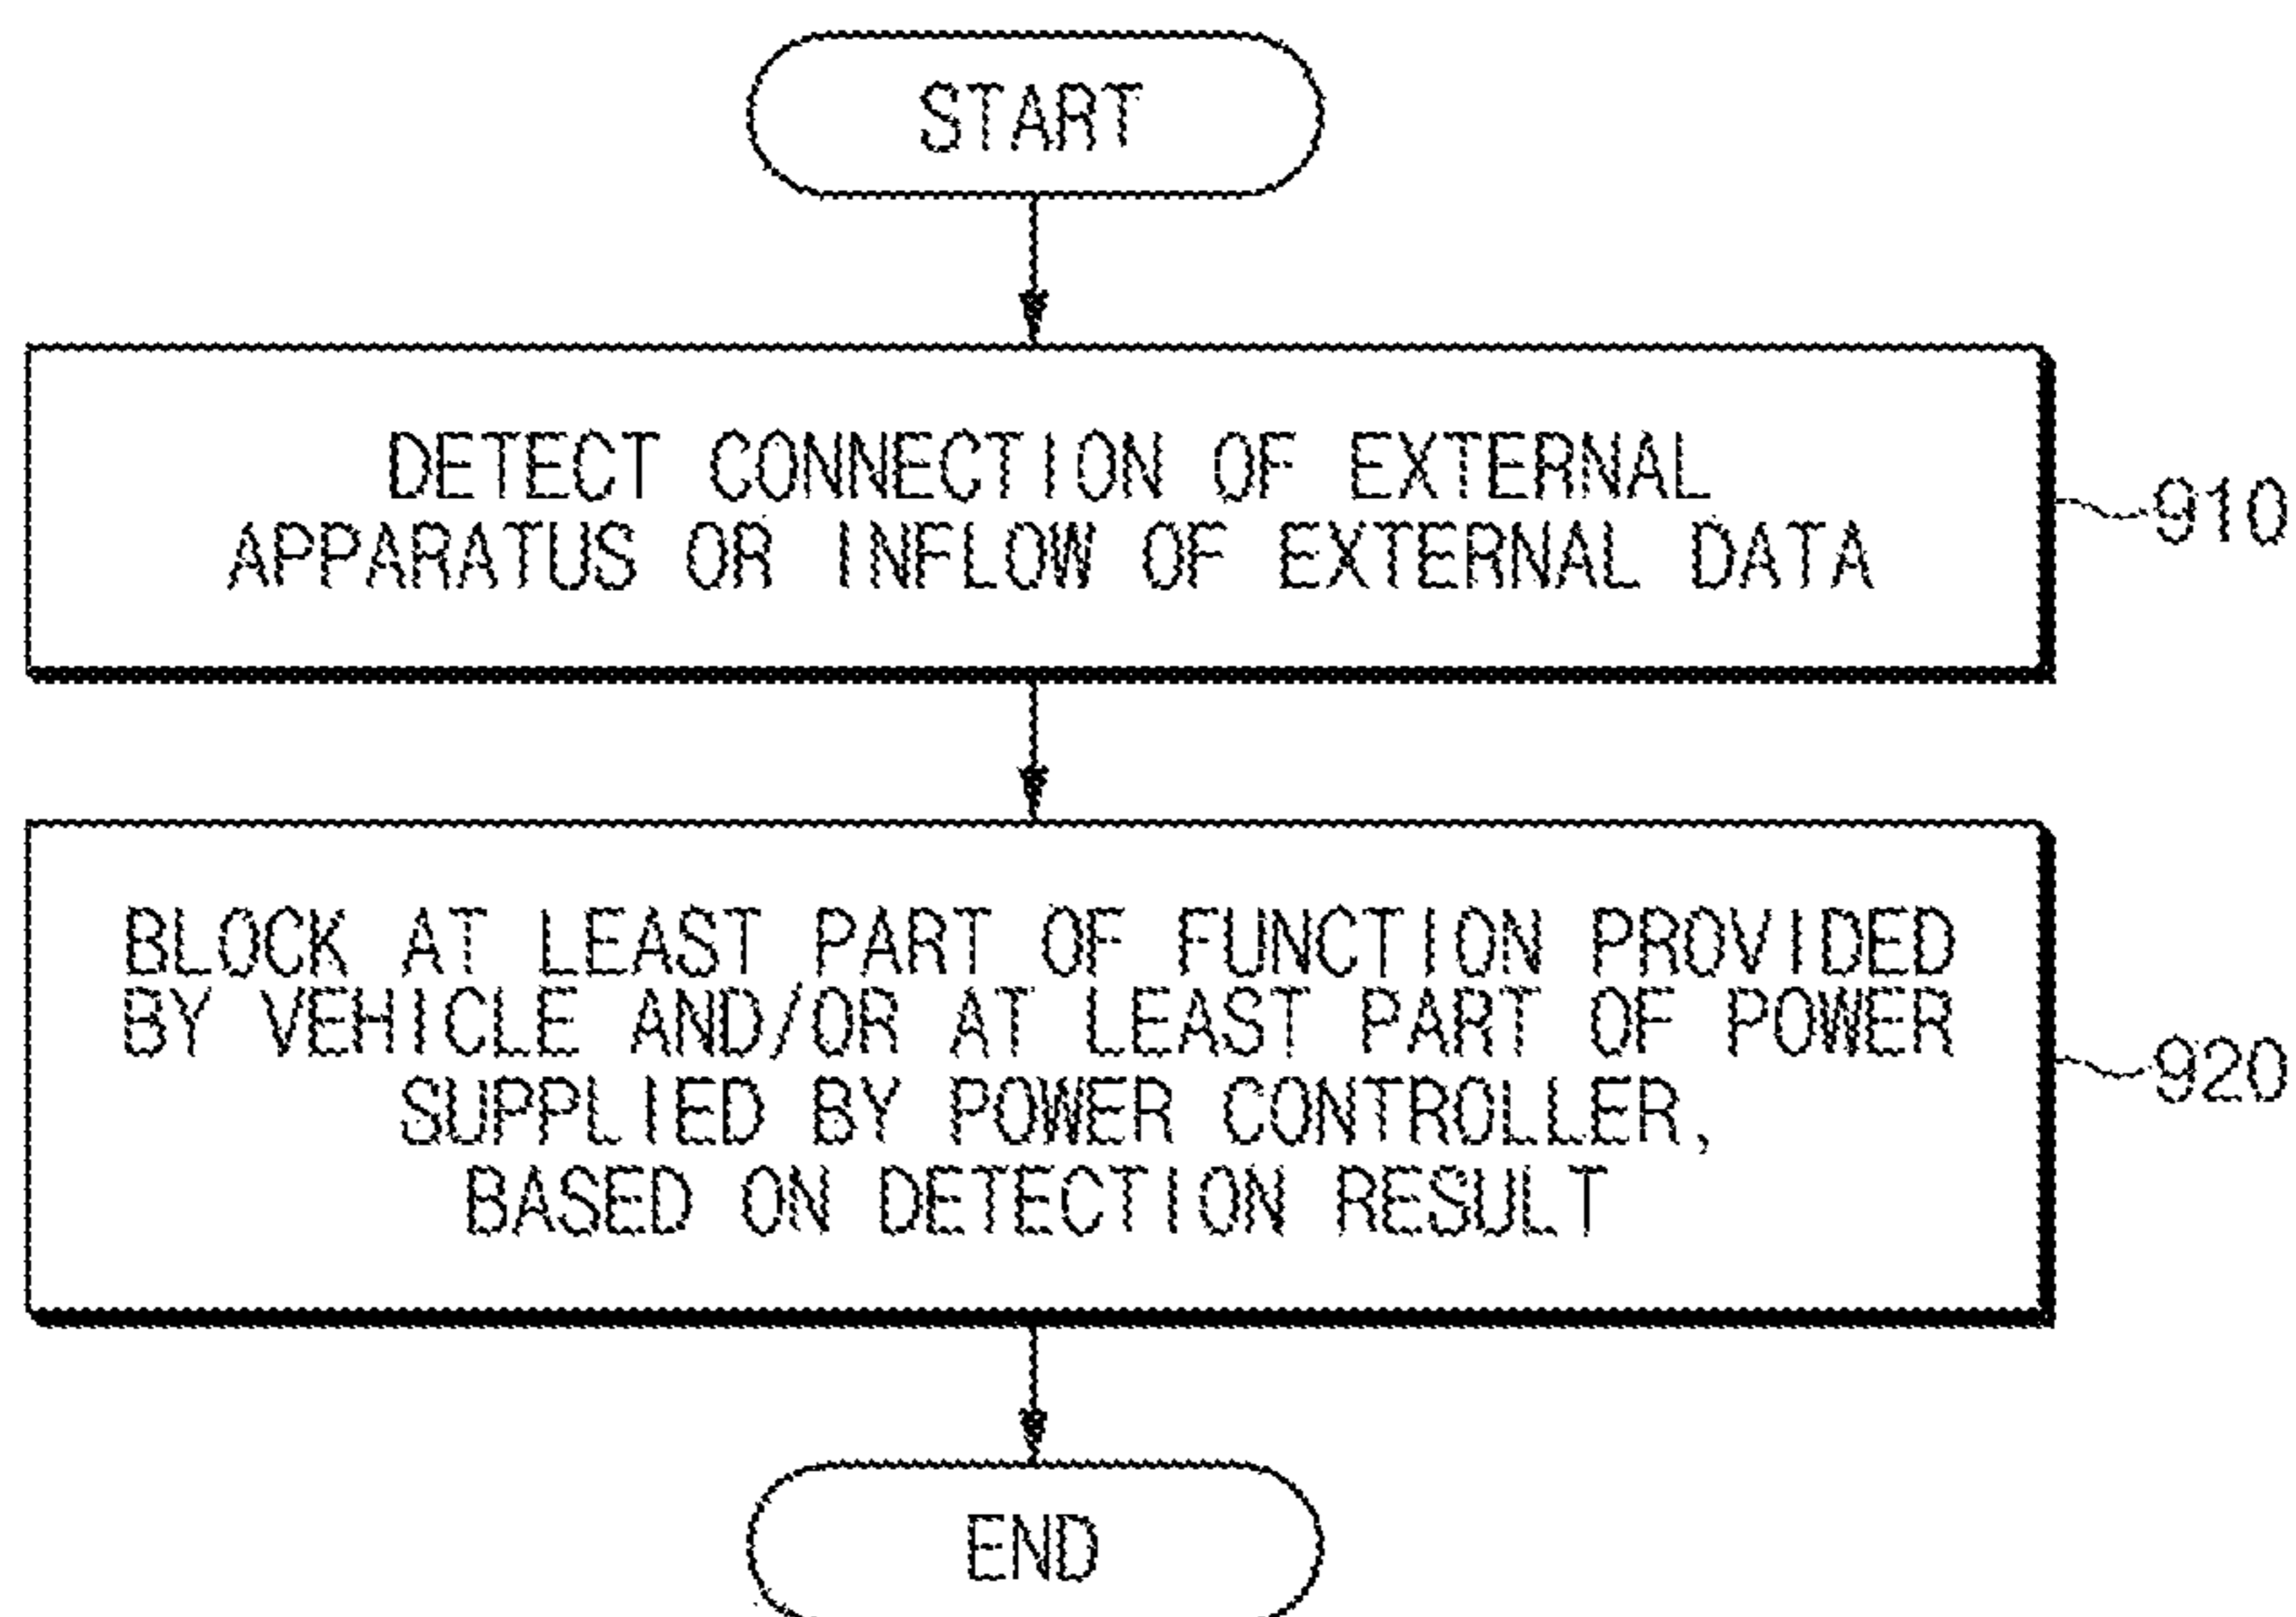 START
DETECT CONNECTION OF EXTERNAL
APPARATUS OR INFLOW OF EXTERNAL DATA
910
BLOCK AT LEAST PART OF FUNCTION PROVIDED
BY VEHICLE AND/OR AT LEAST PART OF POWER
SUPPLIED BY POWER CONTROLLER,
BASED ON DETECTION RESULT
920
END